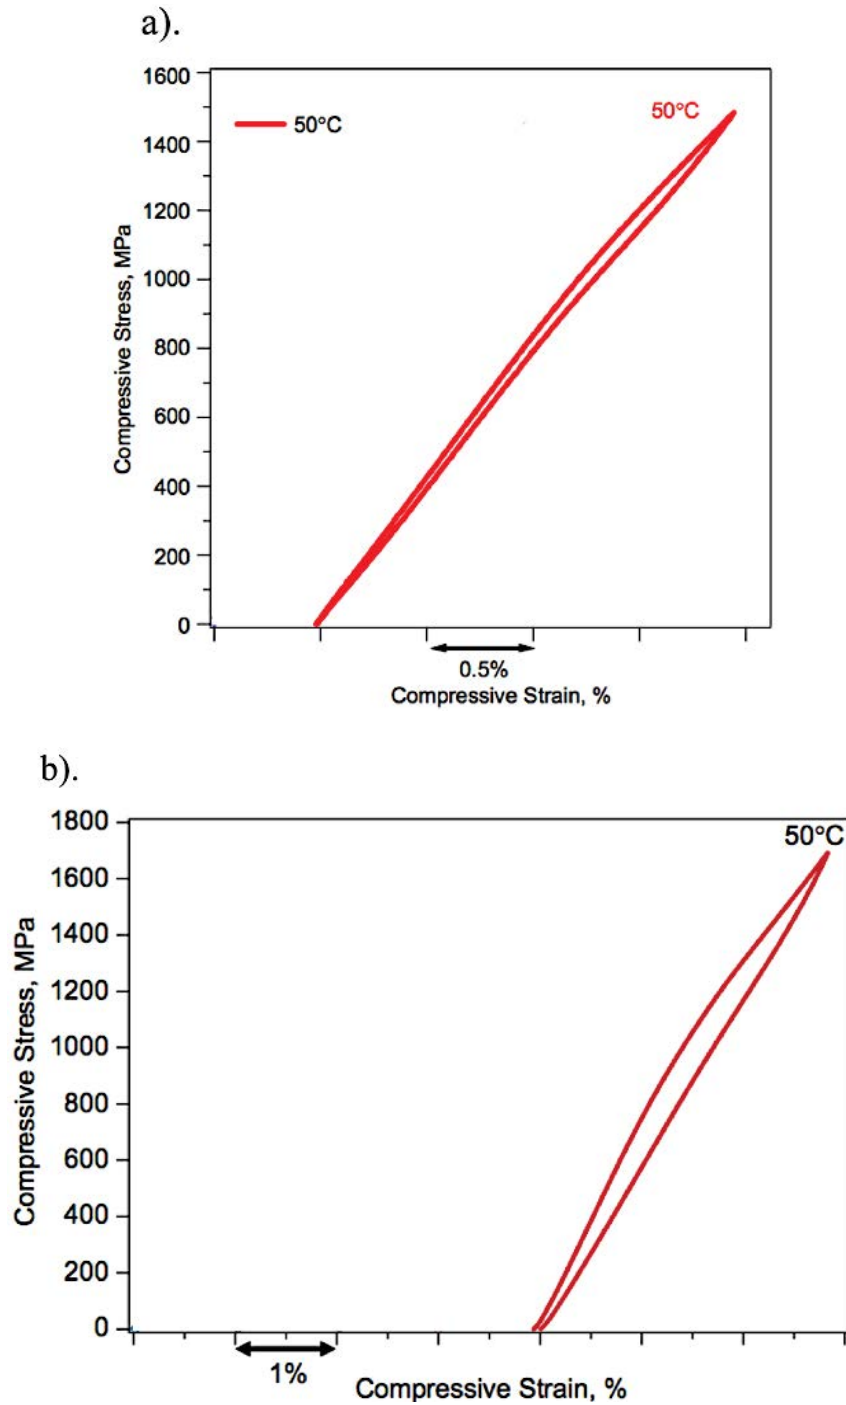 a).
1600
50°C
50°C
1400
1200
1000
800
600
400
200
0
Compressive Stress, MPa
0.5%
Compressive Strain, %
b).
1800
50°C
1600
1400
1200
1000
800
600
400
200
0
Compressive Stress, MPa
1%
Compressive Strain, %